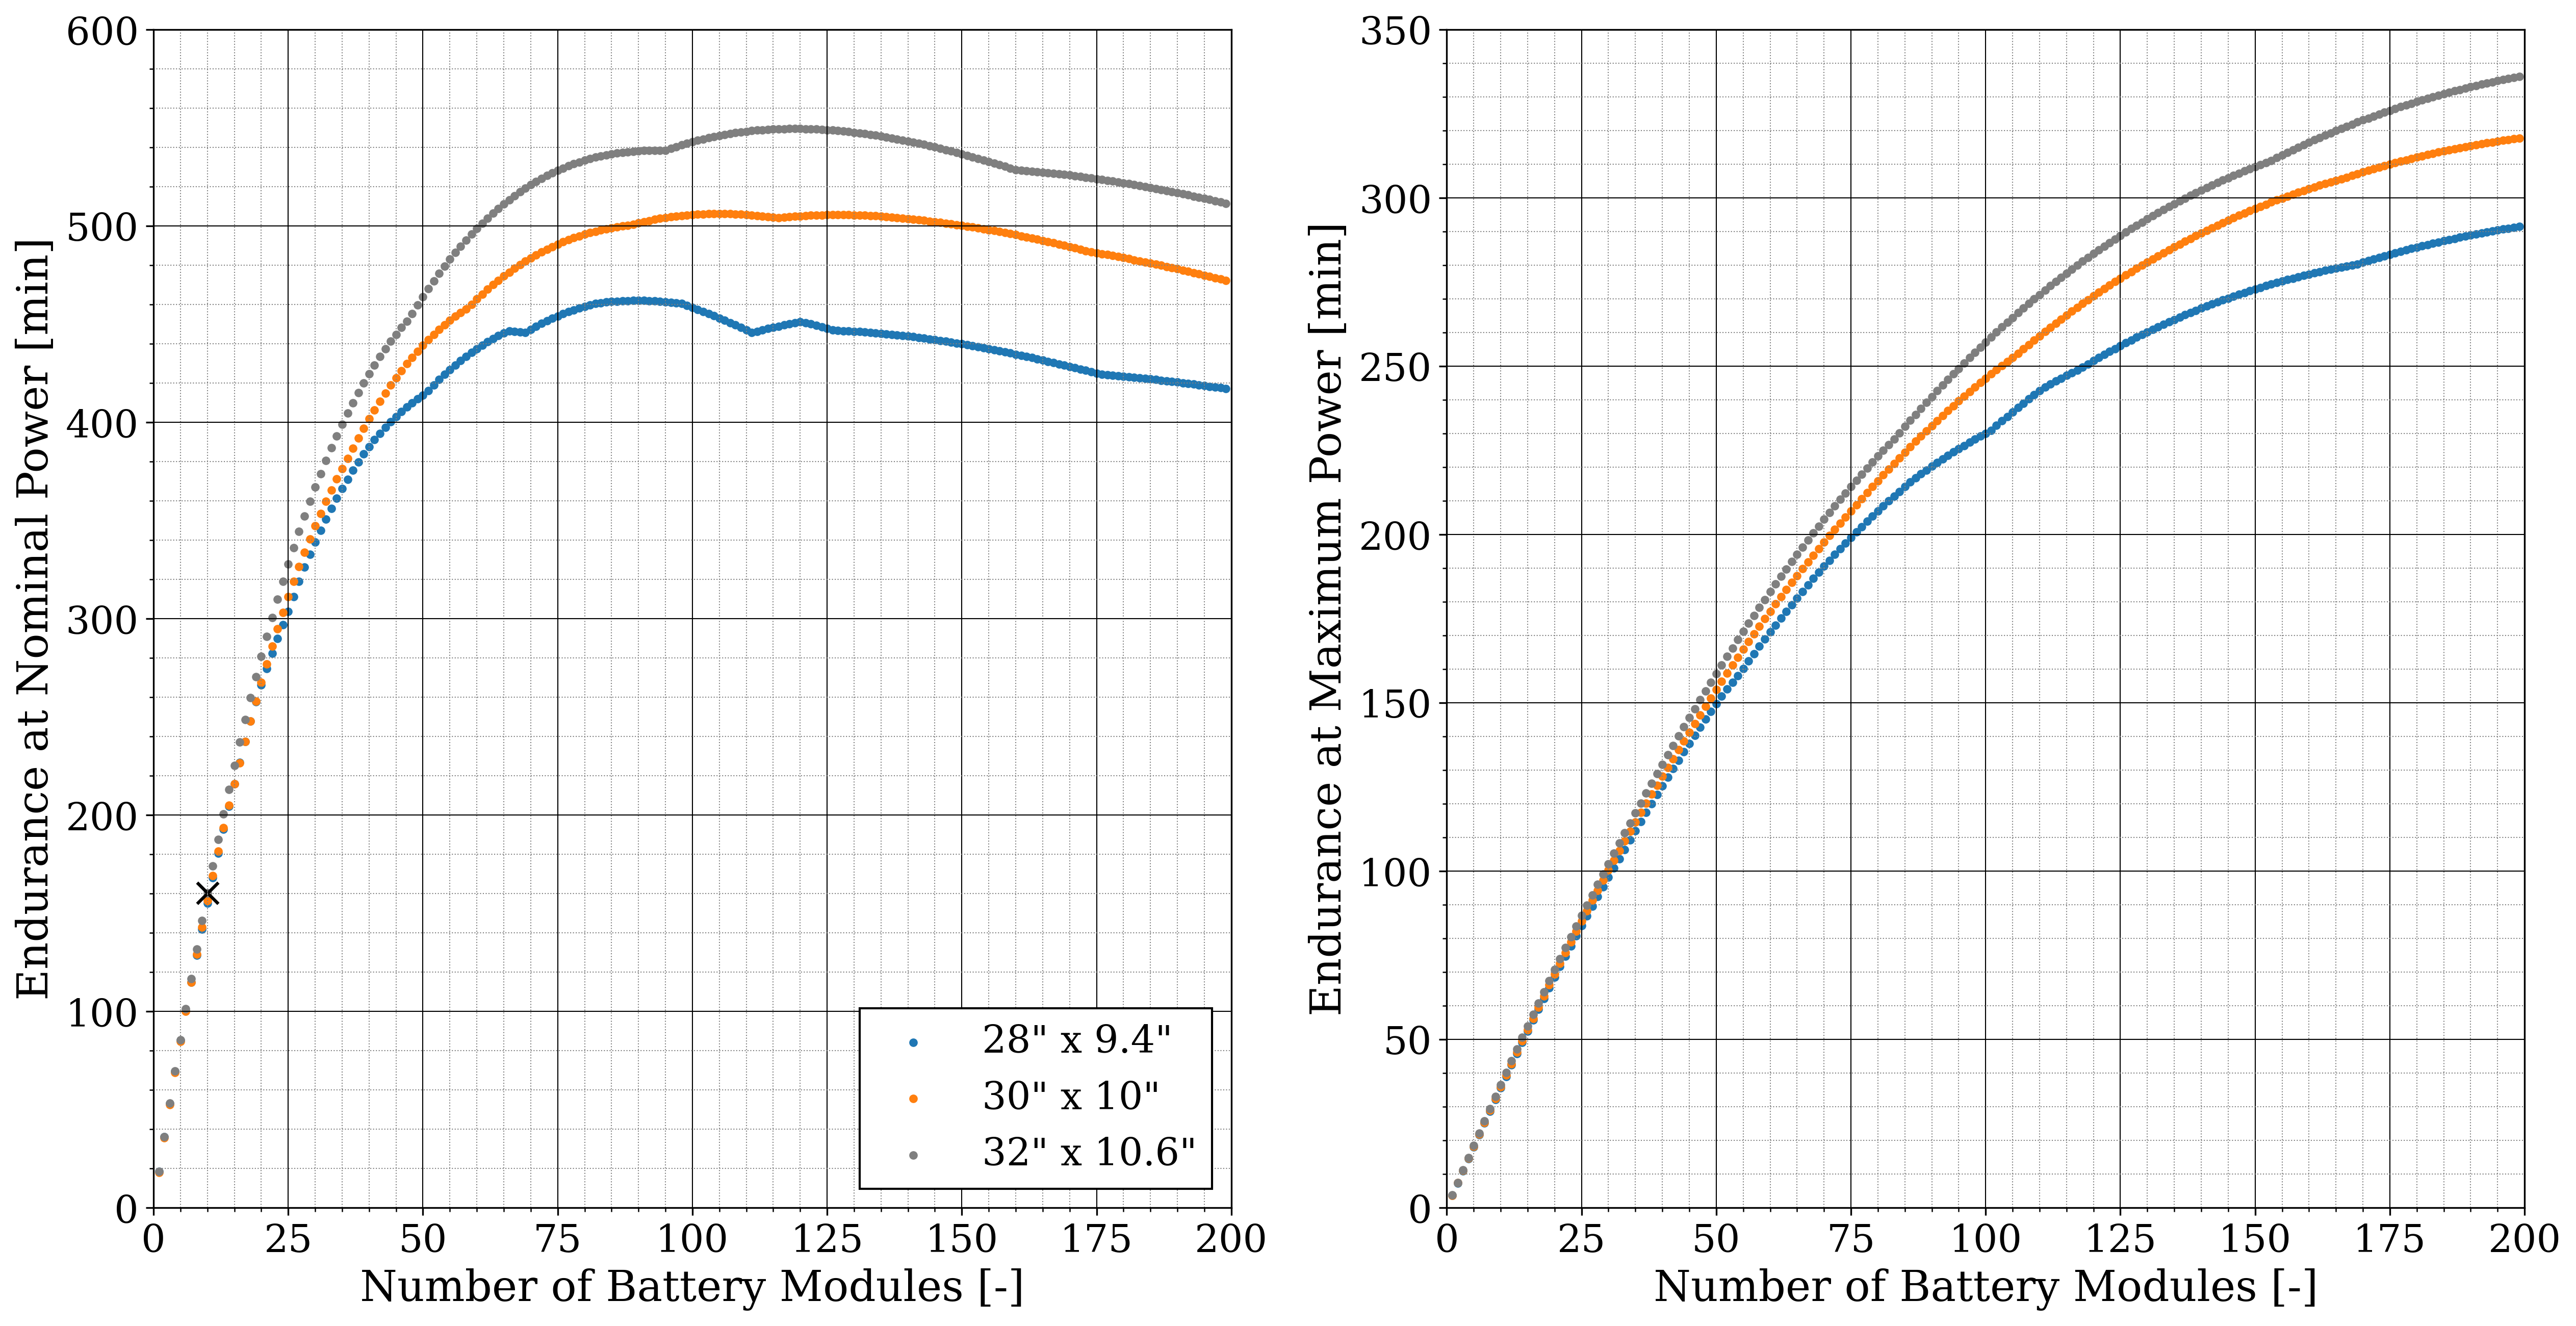 Endurance at Nominal Power [min]
600
500
400
300
200
100
0
0 25 50 75 100 125 150 175 200
Number of Battery Modules [-]
28" x 9.4"
30" x 10"
32" x 10.6"
Endurance at Maximum Power [min]
350
300
250
200
150
100
50
0
0 25 50 75 100 125 150 175 200
Number of Battery Modules [-]